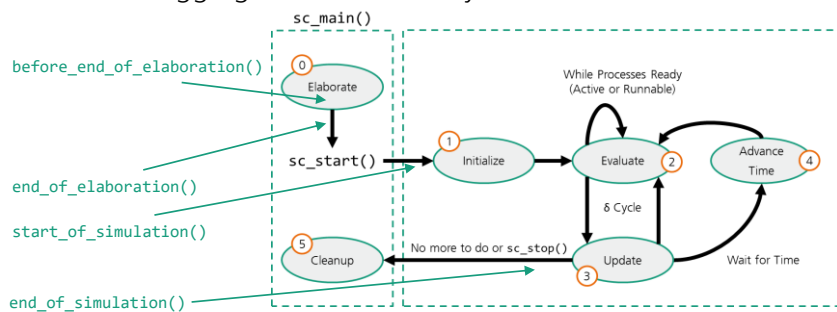 sc_main()
before_end_of_elaboration()
0
Elaborate
While Processes Ready
(Active or Runnable)
sc_start()
1
Initialize
Evaluate
2
Advance
Time
4
end_of_elaboration()
δ Cycle
start_of_simulation()
5
Cleanup
No more to do or sc_stop()
Update
3
Wait for Time
end_of_simulation()